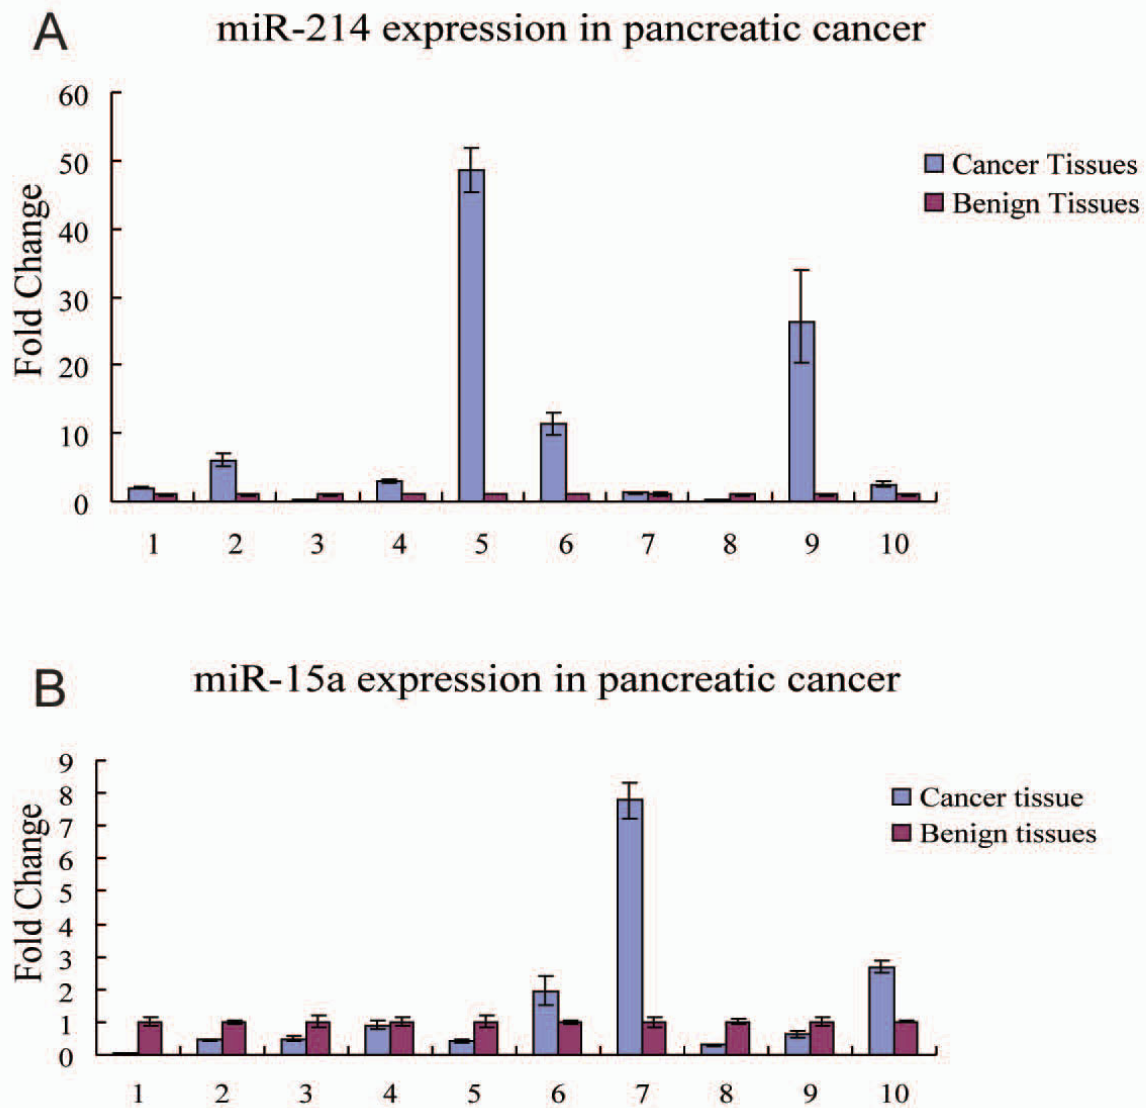 A
miR-214 expression in pancreatic cancer
Fold Change
60
50
40
30
20
10
0
Cancer Tissues
Benign Tissues
1 2 3 4 5 6 7 8 9 10
B
miR-15a expression in pancreatic cancer
Fold Change
9
8
7
6
5
4
3
2
1
0
Cancer tissue
Benign tissues
1 2 3 4 5 6 7 8 9 10